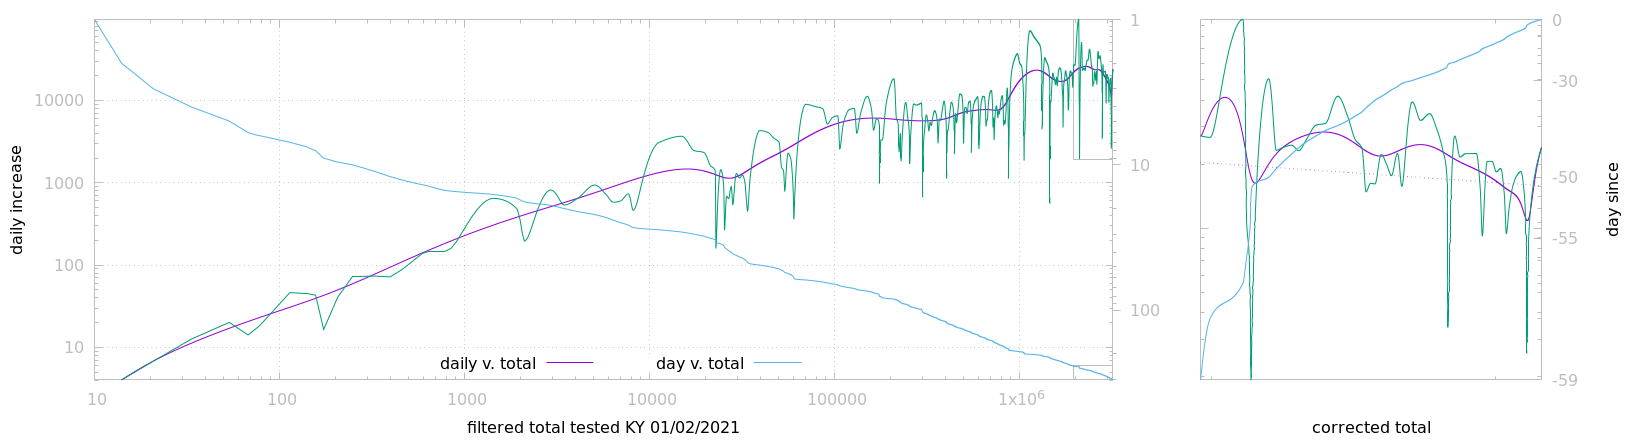 daily increase
10000
1000
100
10
daily v. total
day v. total
10
100
1000
10000
100000
1x10⁶
filtered total tested KY 01/02/2021
1
10
100
0
-30
-50
-55
-59
day since
corrected total